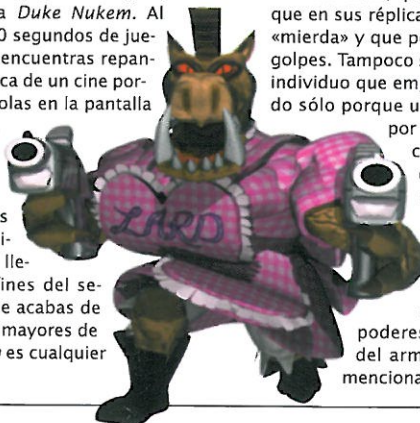 a Duke Nukem. Al
0 segundos de jue-
encuentras repan-
ca de un cine por-
olas en la pantalla
s
i-
lle-
ines del se-
e acabas de
mayores de
es cualquier
LARD
que en sus réplica
«mierda» y que p
golpes. Tampoco s
individuo que em
do sólo porque u
por
c
poderes
del arm
menciona